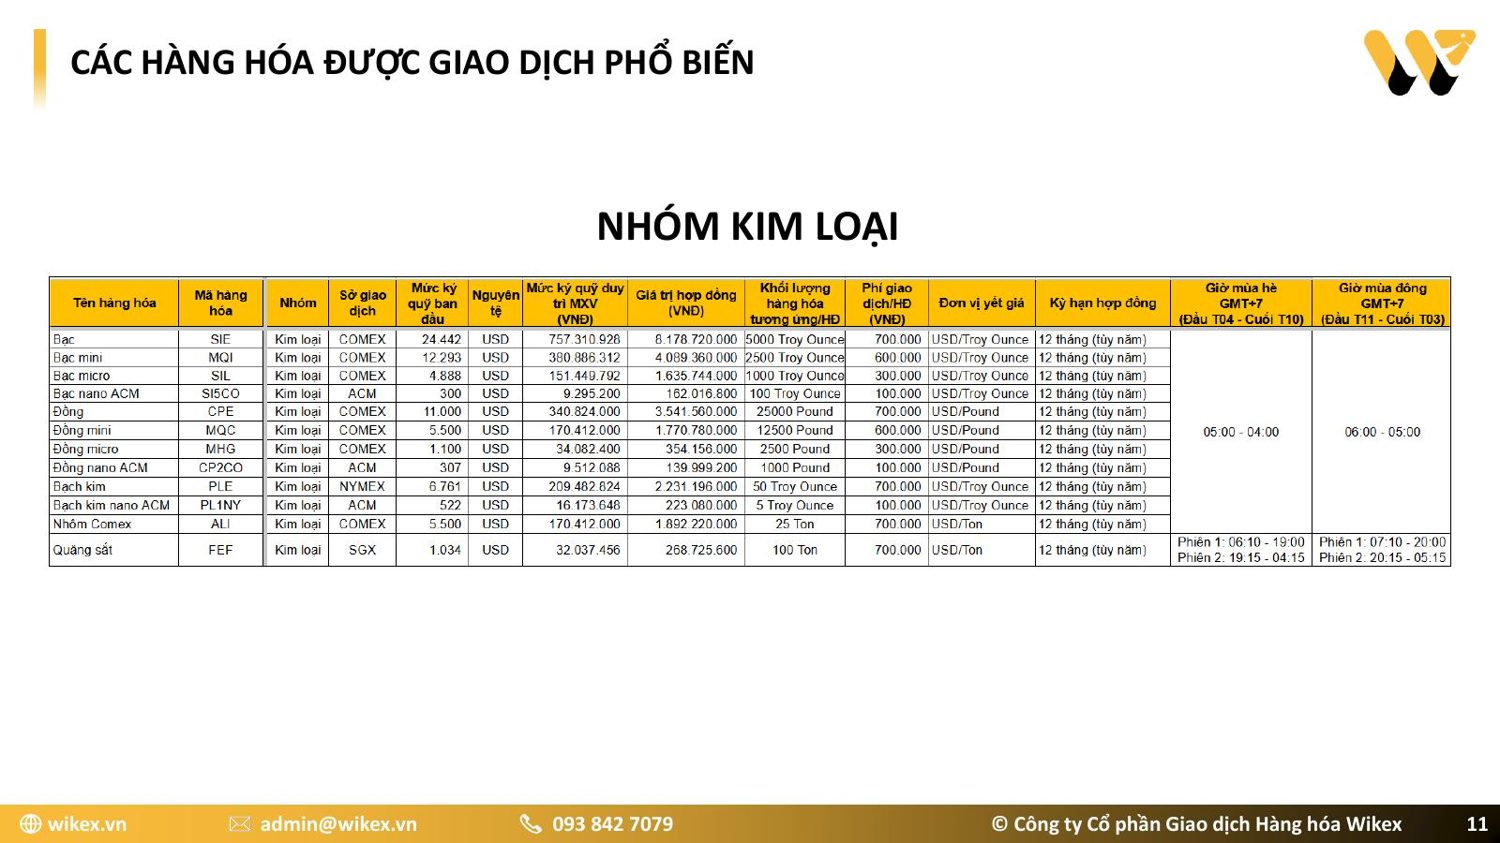 CÁC HÀNG HÓA ĐƯỢC GIAO DỊCH PHỔ BIẾN
NHÓM KIM LOẠI
Tên hàng hóa | Mã hàng hóa | Nhóm | Sở giao dịch | Mức ký quỹ ban đầu | Nguyên tệ | Mức ký quỹ duy trì MXV (VNĐ) | Giá trị hợp đồng (VNĐ) | Khối lượng hàng hóa tương ứng/HĐ | Phí giao dịch/HĐ (VNĐ) | Đơn vị yết giá | Kỳ hạn hợp đồng | Giờ mùa hè GMT+7 (Đầu T04 - Cuối T10) | Giờ mùa đông GMT+7 (Đầu T11 - Cuối T03)
Bạc | SIE | Kim loại | COMEX | 24.442 | USD | 757.310.928 | 8.178.720.000 | 5000 Troy Ounce | 700.000 | USD/Troy Ounce | 12 tháng (tùy năm)
Bạc mini | MQI | Kim loại | COMEX | 12.293 | USD | 380.886.312 | 4.089.360.000 | 2500 Troy Ounce | 600.000 | USD/Troy Ounce | 12 tháng (tùy năm)
Bạc micro | SIL | Kim loại | COMEX | 4.888 | USD | 151.449.792 | 1.635.744.000 | 1000 Troy Ounce | 300.000 | USD/Troy Ounce | 12 tháng (tùy năm)
Bạc nano ACM | SI5CO | Kim loại | ACM | 300 | USD | 9.295.200 | 162.016.800 | 100 Troy Ounce | 100.000 | USD/Troy Ounce | 12 tháng (tùy năm)
Đồng | CPE | Kim loại | COMEX | 11.000 | USD | 340.824.000 | 3.541.560.000 | 25000 Pound | 700.000 | USD/Pound | 12 tháng (tùy năm)
Đồng mini | MQC | Kim loại | COMEX | 5.500 | USD | 170.412.000 | 1.770.780.000 | 12500 Pound | 600.000 | USD/Pound | 12 tháng (tùy năm) | 05:00 - 04:00 | 06:00 - 05:00
Đồng micro | MHG | Kim loại | COMEX | 1.100 | USD | 34.082.400 | 354.156.000 | 2500 Pound | 300.000 | USD/Pound | 12 tháng (tùy năm)
Đồng nano ACM | CP2CO | Kim loại | ACM | 307 | USD | 9.512.088 | 139.999.200 | 1000 Pound | 100.000 | USD/Pound | 12 tháng (tùy năm)
Bạch kim | PLE | Kim loại | NYMEX | 6.761 | USD | 209.482.824 | 2.231.196.000 | 50 Troy Ounce | 700.000 | USD/Troy Ounce | 12 tháng (tùy năm)
Bạch kim nano ACM | PL1NY | Kim loại | ACM | 522 | USD | 16.173.648 | 223.080.000 | 5 Troy Ounce | 100.000 | USD/Troy Ounce | 12 tháng (tùy năm)
Nhôm Comex | ALI | Kim loại | COMEX | 5.500 | USD | 170.412.000 | 1.892.220.000 | 25 Ton | 700.000 | USD/Ton | 12 tháng (tùy năm)
Quặng sắt | FEF | Kim loại | SGX | 1.034 | USD | 32.037.456 | 268.725.600 | 100 Ton | 700.000 | USD/Ton | 12 tháng (tùy năm) | Phiên 1: 06:10 - 19:00 Phiên 2: 19:15 - 04:15 | Phiên 1: 07:10 - 20:00 Phiên 2: 20:15 - 05:15
wikex.vn admin@wikex.vn 093 842 7079 © Công ty Cổ phần Giao dịch Hàng hóa Wikex 11